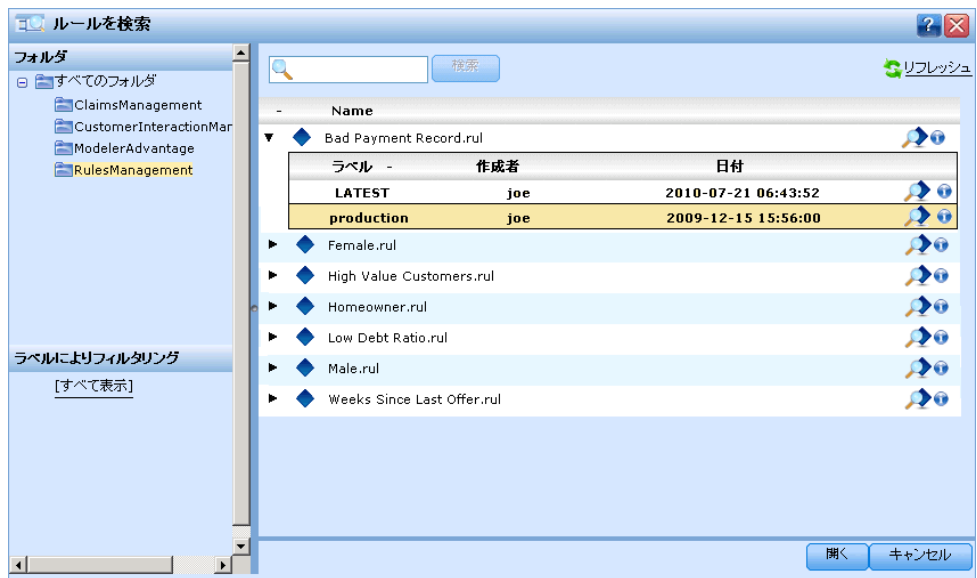 ルールを検索
フォルダ
すべてのフォルダ
ClaimsManagement
CustomerInteractionMar
ModelerAdvantage
RulesManagement
ラベルによりフィルタリング
[すべて表示]
検索
リフレッシュ
- Name
Bad Payment Record.rul
ラベル - 作成者 日付
LATEST joe 2010-07-21 06:43:52
production joe 2009-12-15 15:56:00
Female.rul
High Value Customers.rul
Homeowner.rul
Low Debt Ratio.rul
Male.rul
Weeks Since Last Offer.rul
開く キャンセル